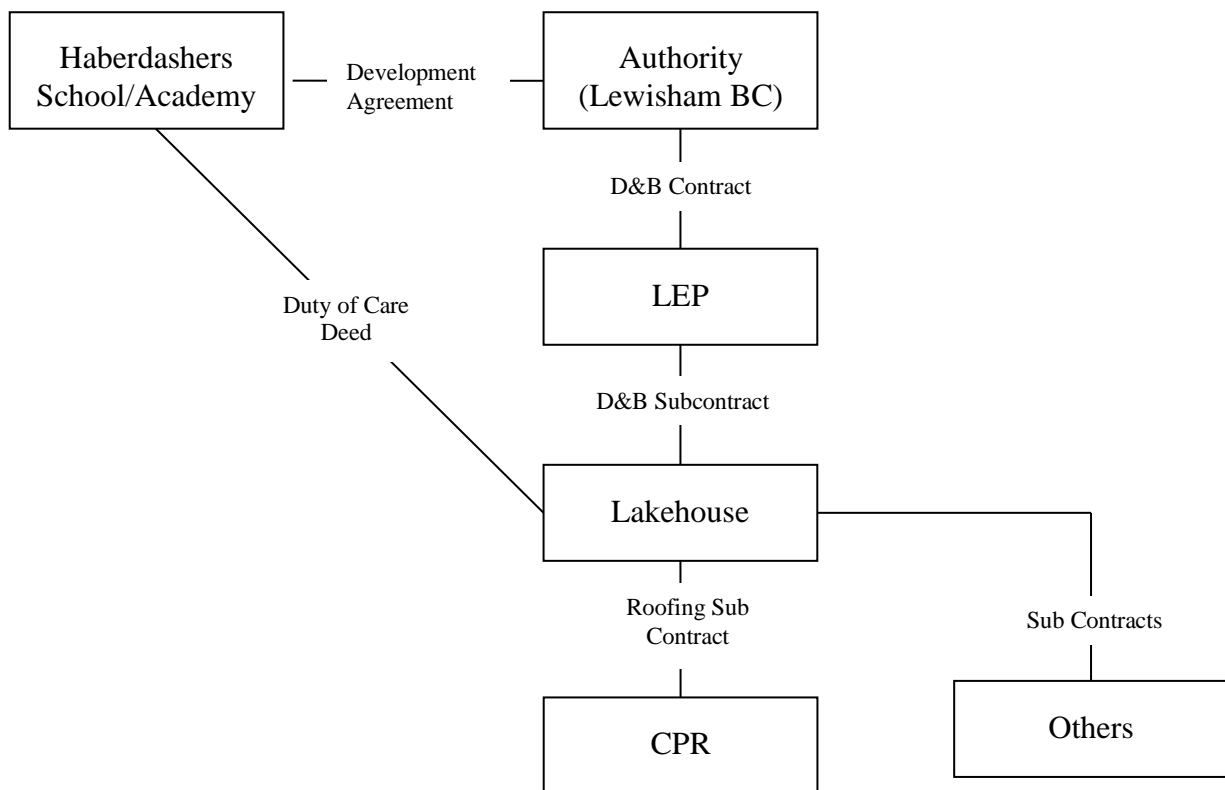 Haberdashers
School/Academy
Development
Agreement
Authority
(Lewisham BC)
D&B Contract
LEP
Duty of Care
Deed
D&B Subcontract
Lakehouse
Roofing Sub
Contract
Sub Contracts
CPR
Others